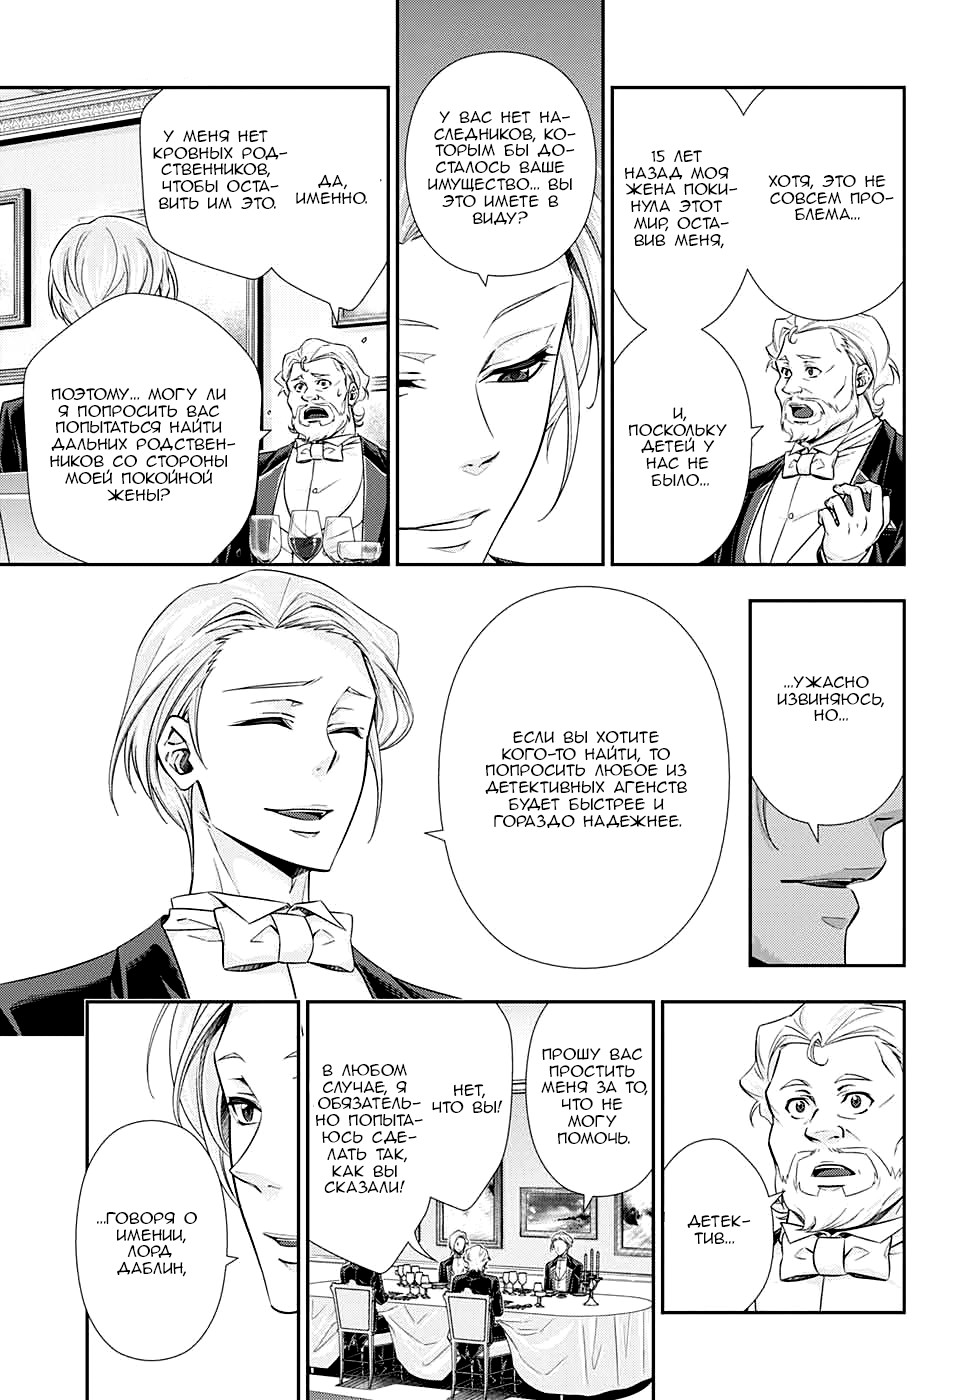 ХОТЯ, ЭТО НЕ
СОВСЕМ ПРО-
БЛЕМА...
15 ЛЕТ
НАЗАД МОЯ
ЖЕНА ПОКИ-
НУЛА ЭТОТ
МИР, ОСТА-
ВИВ МЕНЯ,
И,
ПОСКОЛЬКУ
ДЕТЕЙ У
НАС НЕ
БЫЛО...
У ВАС НЕТ НА-
СЛЕДНИКОВ, КО-
ТОРЫМ БЫ ДО-
СТАЛОСЬ ВАШЕ
ИМУЩЕСТВО... ВЫ
ЭТО ИМЕТЕ В
ВИДУ?
ДА,
ИМЕННО.
У МЕНЯ НЕТ
КРОВНЫХ РОД-
СТВЕННИКОВ,
ЧТОБЫ ОСТА-
ВИТЬ ИМ ЭТО.
ПОЭТОМУ... МОГУ ЛИ
Я ПОПРОСИТЬ ВАС
ПОПЫТАТЬСЯ НАЙТИ
ДАЛЬНИХ РОДСТВЕН-
НИКОВ СО СТОРОНЫ
МОЕЙ ПОКОЙНОЙ
ЖЕНЫ?
...УЖАСНО
ИЗВИНЯЮСЬ,
НО...
ЕСЛИ ВЫ ХОТИТЕ
КОГО-ТО НАЙТИ, ТО
ПОПРОСИТЬ ЛЮБОЕ ИЗ
ДЕТЕКТИВНЫХ АГЕНСТВ
БУДЕТ БЫСТРЕЕ И
ГОРАЗДО НАДЕЖНЕЕ.
ДЕТЕК-
ТИВ...
ПРОШУ ВАС
ПРОСТИТЬ
МЕНЯ ЗА ТО,
ЧТО НЕ
МОГУ
ПОМОЧЬ.
НЕТ,
ЧТО ВЫ!
В ЛЮБОМ
СЛУЧАЕ, Я
ОБЯЗАТЕЛЬ-
НО ПОПЫТА-
ЮСЬ СДЕ-
ЛАТЬ ТАК,
КАК ВЫ
СКАЗАЛИ!
...ГОВОРЯ О
ИМЕНИИ,
ЛОРД
ДАБЛИН,